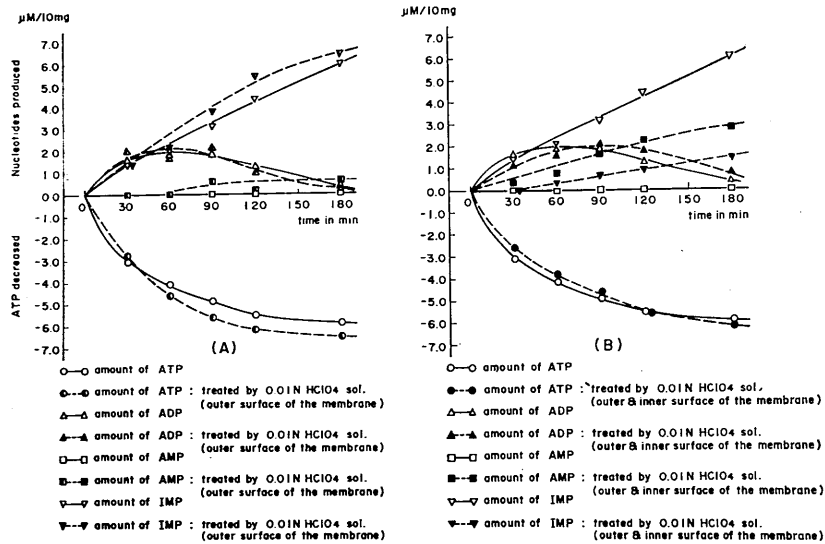 μM/10mg
7.0
6.0
5.0
4.0
3.0
2.0
1.0
0.0
-1.0
-2.0
-3.0
-4.0
-5.0
-6.0
-7.0
Nucleotides produced
ATP decreased
0 30 60 90 120 150 180
time in min
(A)
amount of ATP
amount of ATP : treated by 0.01N HClO4 sol.
(outer surface of the membrane)
amount of ADP
amount of ADP : treated by 0.01N HClO4 sol.
(outer surface of the membrane)
amount of AMP
amount of AMP : treated by 0.01N HClO4 sol.
(outer surface of the membrane)
amount of IMP
amount of IMP : treated by 0.01N HClO4 sol.
(outer surface of the membrane)
μM/10mg
7.0
6.0
5.0
4.0
3.0
2.0
1.0
0.0
-1.0
-2.0
-3.0
-4.0
-5.0
-6.0
-7.0
0 30 60 90 120 150 180
time in min
(B)
amount of ATP
amount of ATP : treated by 0.01N HClO4 sol.
(outer & inner surface of the membrane)
amount of ADP
amount of ADP : treated by 0.01N HClO4 sol.
(outer & inner surface of the membrane)
amount of AMP
amount of AMP : treated by 0.01N HClO4 sol.
(outer & inner surface of the membrane)
amount of IMP
amount of IMP : treated by 0.01N HClO4 sol.
(outer & inner surface of the membrane)